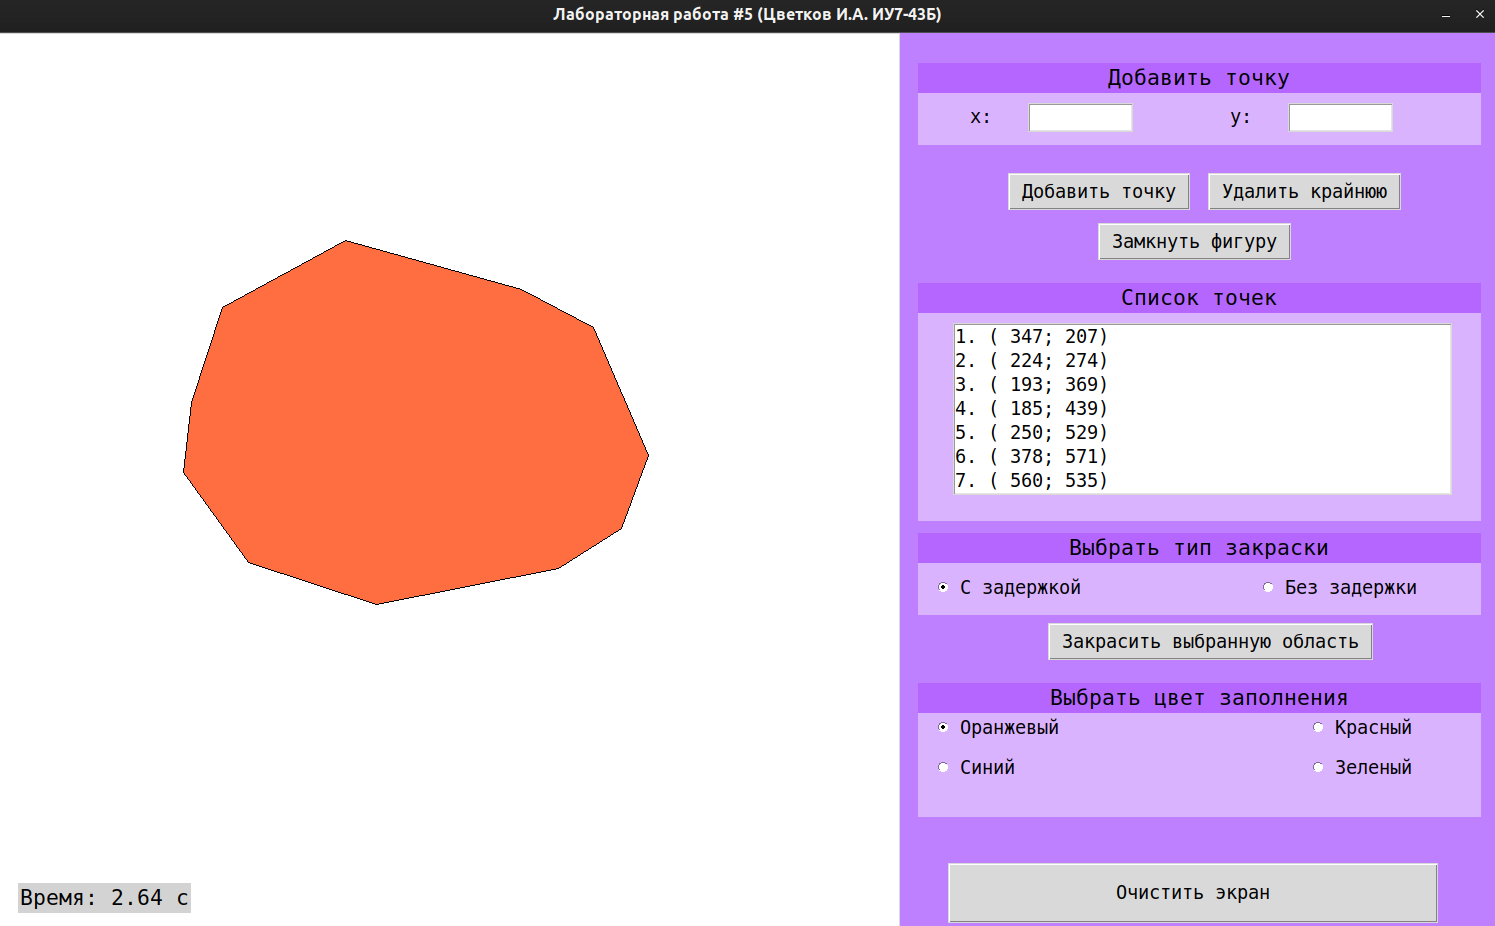 Лабораторная работа #5 (Цветков И.А. ИУ7-43Б)
Добавить точку
x: y:
Добавить точку Удалить крайнюю
Замкнуть фигуру
Список точек
1. ( 347; 207)
2. ( 224; 274)
3. ( 193; 369)
4. ( 185; 439)
5. ( 250; 529)
6. ( 378; 571)
7. ( 560; 535)
Выбрать тип закраски
С задержкой Без задержки
Закрасить выбранную область
Выбрать цвет заполнения
Оранжевый Красный
Синий Зеленый
Очистить экран
Время: 2.64 с